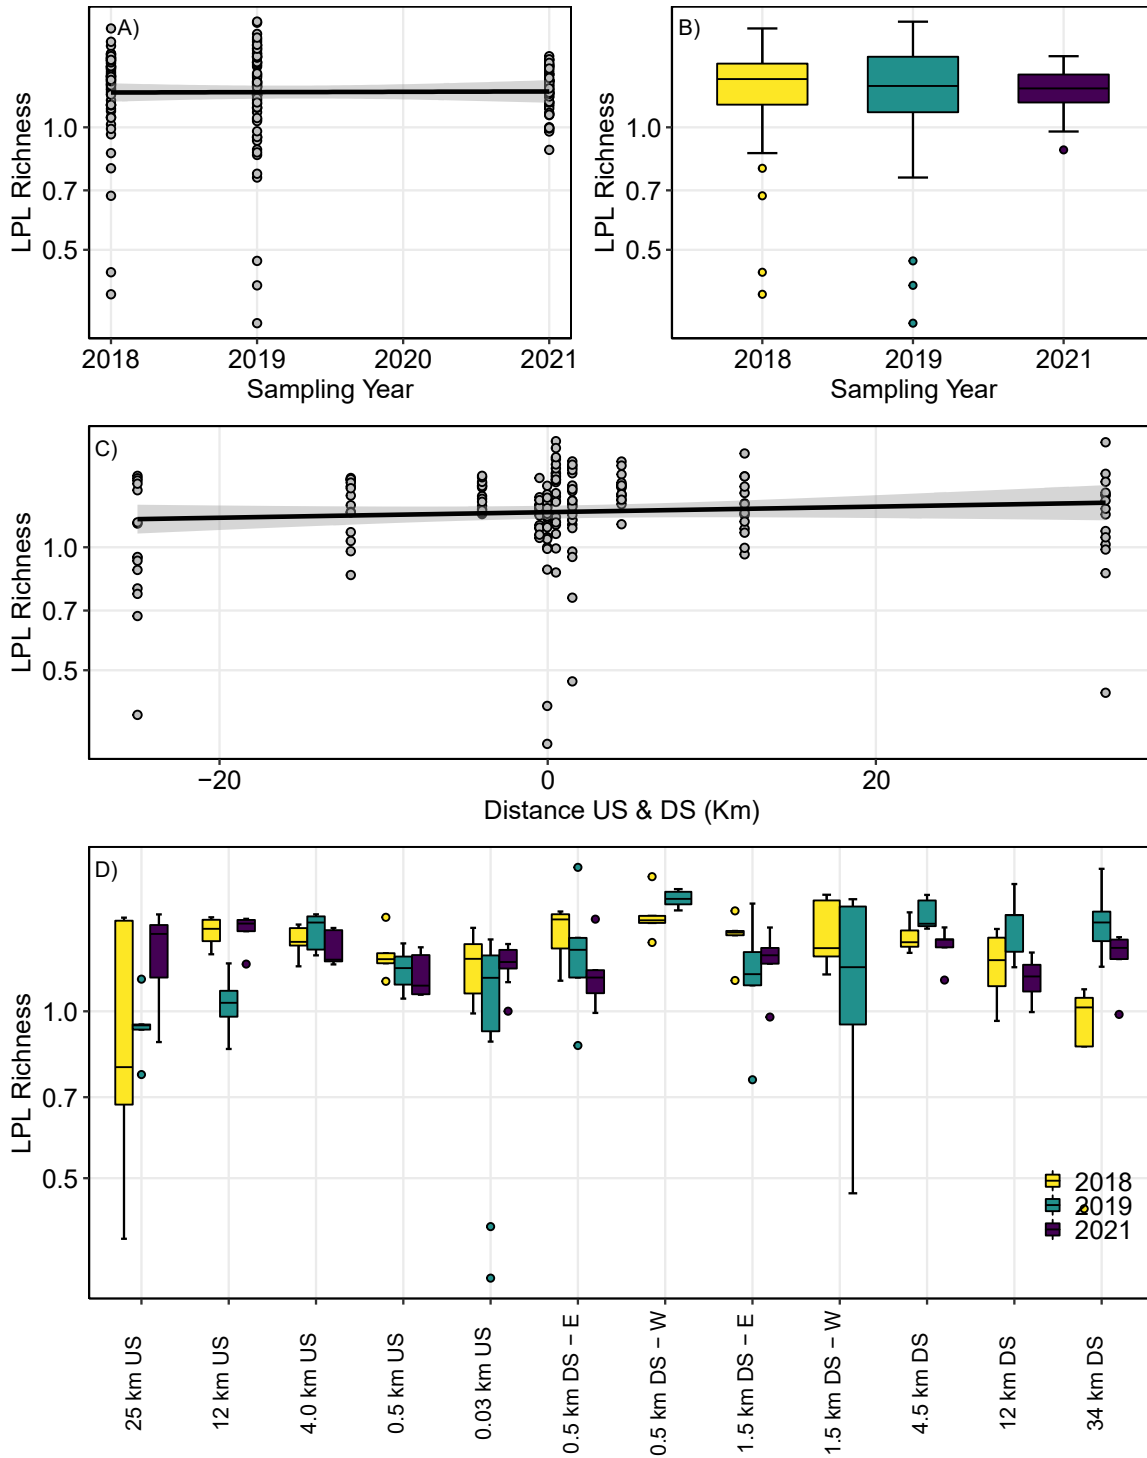 A)
LPL Richness
1.0
0.7
0.5
2018 2019 2020 2021
Sampling Year
B)
LPL Richness
1.0
0.7
0.5
2018 2019 2021
Sampling Year
C)
LPL Richness
1.0
0.7
0.5
−20 0 20
Distance US & DS (Km)
D)
LPL Richness
1.0
0.7
0.5
2018
2019
2021
25 km US
12 km US
4.0 km US
0.5 km US
0.03 km US
0.5 km DS − E
0.5 km DS − W
1.5 km DS − E
1.5 km DS − W
4.5 km DS
12 km DS
34 km DS